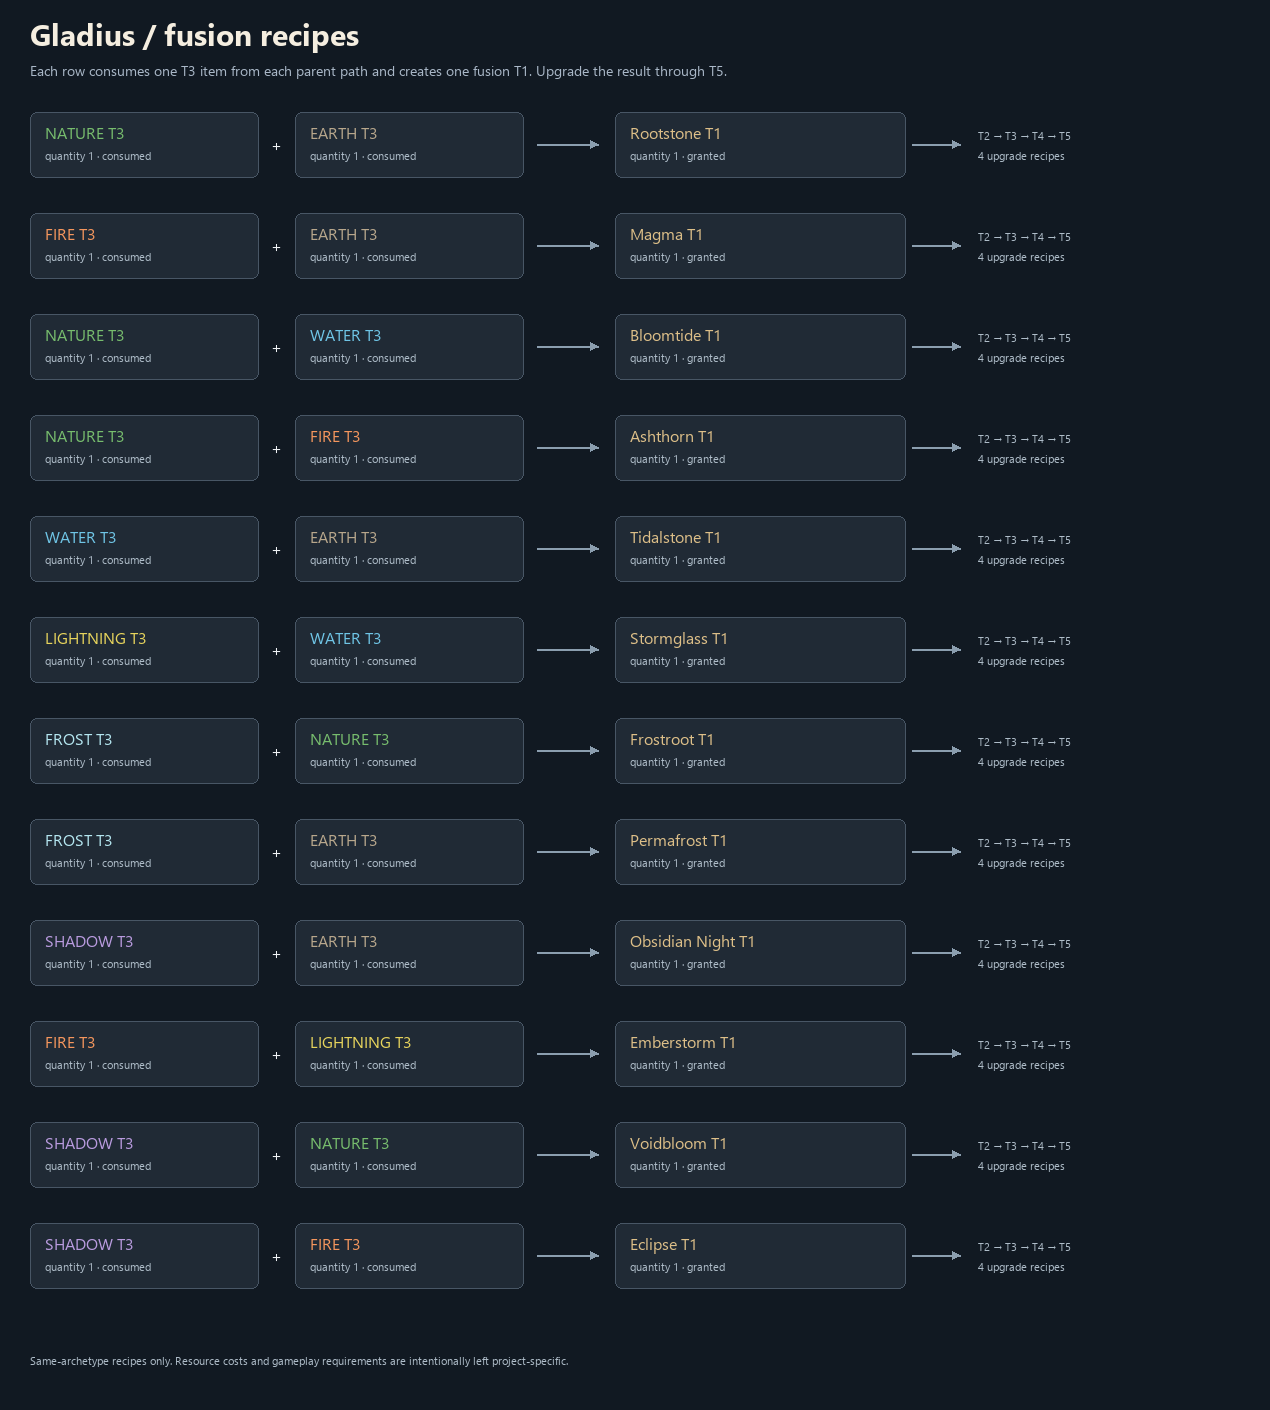 Gladius / fusion recipes
Each row consumes one T3 item from each parent path and creates one fusion T1. Upgrade the result through T5.
NATURE T3
quantity 1 · consumed
+
EARTH T3
quantity 1 · consumed
Rootstone T1
quantity 1 · granted
T2 → T3 → T4 → T5
4 upgrade recipes
FIRE T3
quantity 1 · consumed
+
EARTH T3
quantity 1 · consumed
Magma T1
quantity 1 · granted
T2 → T3 → T4 → T5
4 upgrade recipes
NATURE T3
quantity 1 · consumed
+
WATER T3
quantity 1 · consumed
Bloomtide T1
quantity 1 · granted
T2 → T3 → T4 → T5
4 upgrade recipes
NATURE T3
quantity 1 · consumed
+
FIRE T3
quantity 1 · consumed
Ashthorn T1
quantity 1 · granted
T2 → T3 → T4 → T5
4 upgrade recipes
WATER T3
quantity 1 · consumed
+
EARTH T3
quantity 1 · consumed
Tidalstone T1
quantity 1 · granted
T2 → T3 → T4 → T5
4 upgrade recipes
LIGHTNING T3
quantity 1 · consumed
+
WATER T3
quantity 1 · consumed
Stormglass T1
quantity 1 · granted
T2 → T3 → T4 → T5
4 upgrade recipes
FROST T3
quantity 1 · consumed
+
NATURE T3
quantity 1 · consumed
Frostroot T1
quantity 1 · granted
T2 → T3 → T4 → T5
4 upgrade recipes
FROST T3
quantity 1 · consumed
+
EARTH T3
quantity 1 · consumed
Permafrost T1
quantity 1 · granted
T2 → T3 → T4 → T5
4 upgrade recipes
SHADOW T3
quantity 1 · consumed
+
EARTH T3
quantity 1 · consumed
Obsidian Night T1
quantity 1 · granted
T2 → T3 → T4 → T5
4 upgrade recipes
FIRE T3
quantity 1 · consumed
+
LIGHTNING T3
quantity 1 · consumed
Emberstorm T1
quantity 1 · granted
T2 → T3 → T4 → T5
4 upgrade recipes
SHADOW T3
quantity 1 · consumed
+
NATURE T3
quantity 1 · consumed
Voidbloom T1
quantity 1 · granted
T2 → T3 → T4 → T5
4 upgrade recipes
SHADOW T3
quantity 1 · consumed
+
FIRE T3
quantity 1 · consumed
Eclipse T1
quantity 1 · granted
T2 → T3 → T4 → T5
4 upgrade recipes
Same-archetype recipes only. Resource costs and gameplay requirements are intentionally left project-specific.